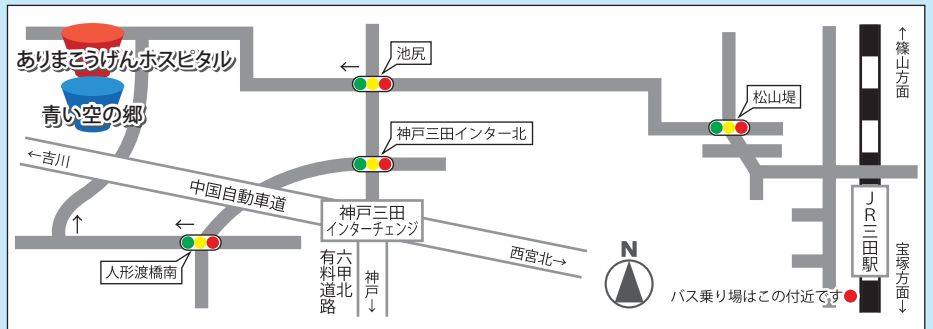 ありまこうげんホスピタル
青い空の郷
←
池尻
松山堤
↑篠山方面
神戸三田インター北
←吉川
中国自動車道
神戸三田
インターチェンジ
西宮北→
←
↑
人形渡橋南
六甲北
有料道路
神戸↓
N
JR三田駅
宝塚方面↓
バス乗り場はこの付近です